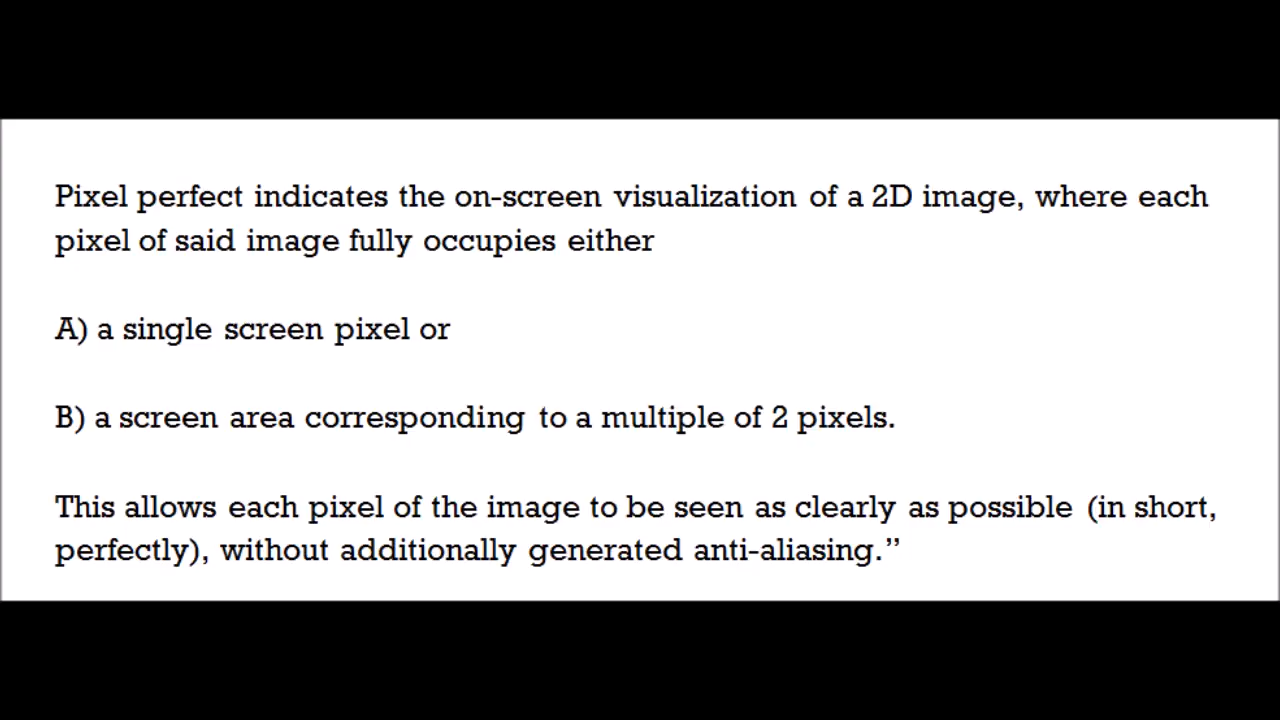 Pixel perfect indicates the on-screen visualization of a 2D image, where each
pixel of said image fully occupies either
A) a single screen pixel or
B) a screen area corresponding to a multiple of 2 pixels.
This allows each pixel of the image to be seen as clearly as possible (in short,
perfectly), without additionally generated anti-aliasing.”